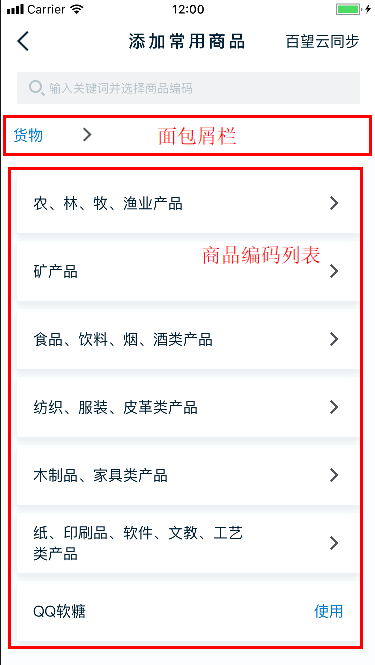 Carrier 12:00
添加常用商品 百望云同步
输入关键词并选择商品编码
货物 面包屑栏
农、林、牧、渔业产品
商品编码列表
矿产品
食品、饮料、烟、酒类产品
纺织、服装、皮革类产品
木制品、家具类产品
纸、印刷品、软件、文教、工艺
类产品
QQ软糖 使用